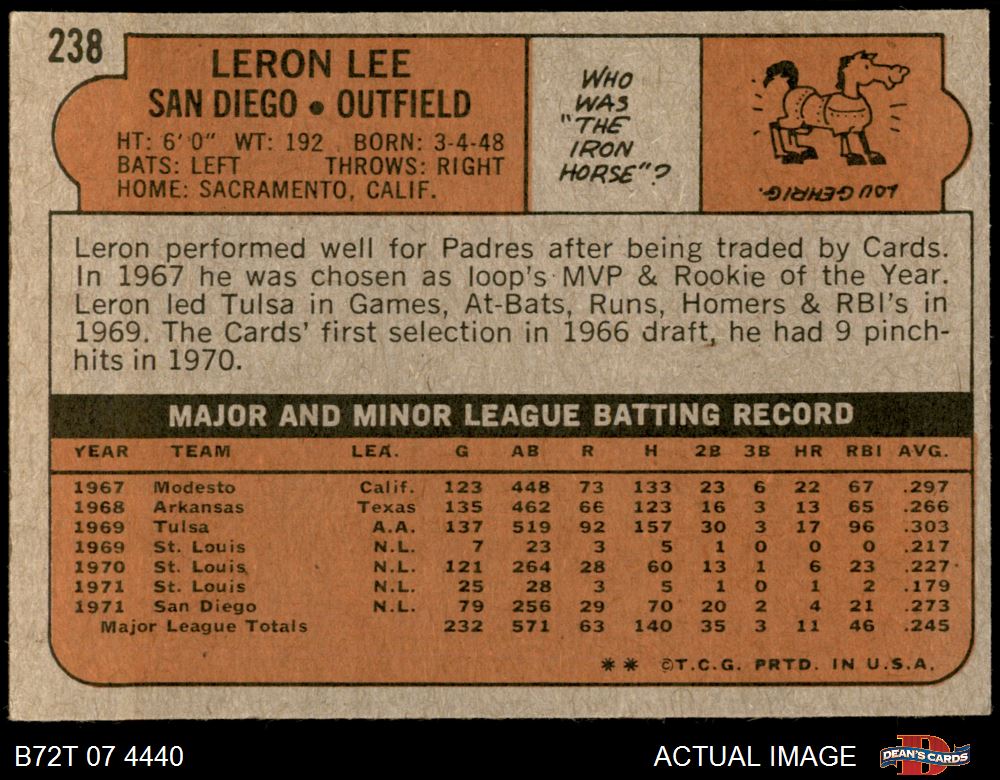 238
LERON LEE
SAN DIEGO • OUTFIELD
HT: 6'0" WT: 192 BORN: 3-4-48
BATS: LEFT THROWS: RIGHT
HOME: SACRAMENTO, CALIF.
WHO
WAS
"THE
IRON
HORSE"?
LOU GEHRIG.
Leron performed well for Padres after being traded by Cards.
In 1967 he was chosen as loop's MVP & Rookie of the Year.
Leron led Tulsa in Games, At-Bats, Runs, Homers & RBI's in
1969. The Cards' first selection in 1966 draft, he had 9 pinch-
hits in 1970.
MAJOR AND MINOR LEAGUE BATTING RECORD
YEAR TEAM LEA. G AB R H 2B 3B HR RBI AVG.
1967 Modesto Calif. 123 448 73 133 23 6 22 67 .297
1968 Arkansas Texas 135 462 66 123 16 3 13 65 .266
1969 Tulsa A.A. 137 519 92 157 30 3 17 96 .303
1969 St. Louis N.L. 7 23 3 5 1 0 0 0 .217
1970 St. Louis N.L. 121 264 28 60 13 1 6 23 .227
1971 St. Louis N.L. 25 28 3 5 1 0 1 2 .179
1971 San Diego N.L. 79 256 29 70 20 2 4 21 .273
Major League Totals 232 571 63 140 35 3 11 46 .245
** ©T.C.G. PRTD. IN U.S.A.
B72T 07 4440
ACTUAL IMAGE
D
DEAN'S CARDS